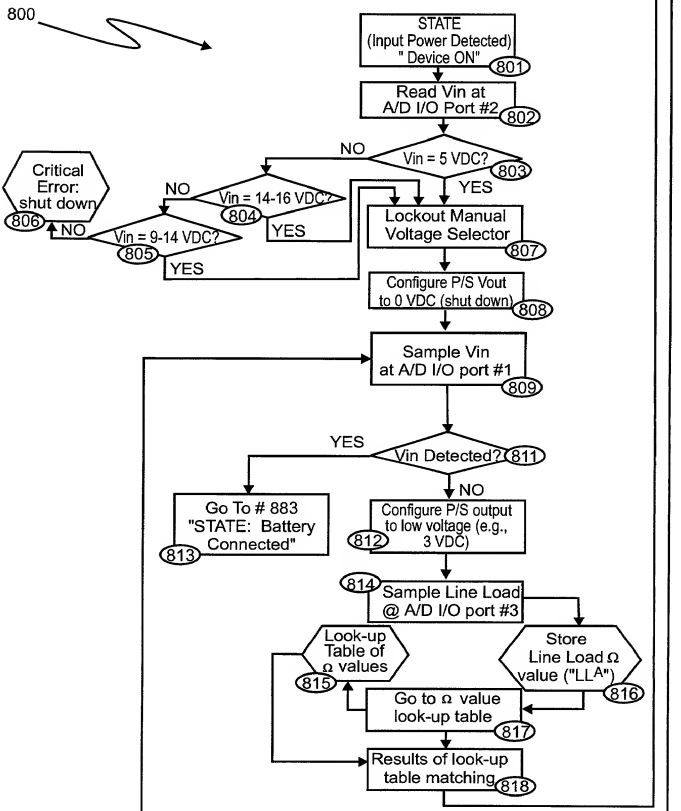 800
STATE
(Input Power Detected)
" Device ON"
801
Read Vin at
A/D I/O Port #2
802
Vin = 5 VDC?
803
NO
YES
Vin = 14-16 VDC?
804
NO
YES
Vin = 9-14 VDC?
805
NO
YES
Critical
Error:
shut down
806
Lockout Manual
Voltage Selector
807
Configure P/S Vout
to 0 VDC (shut down)
808
Sample Vin
at A/D I/O port #1
809
Vin Detected?
811
YES
NO
Go To # 883
"STATE: Battery
Connected"
813
Configure P/S output
to low voltage (e.g.,
3 VDC)
812
814
Sample Line Load
@ A/D I/O port #3
Look-up
Table of
Ω values
815
Store
Line Load Ω
value ("LLA")
816
Go to Ω value
look-up table
817
Results of look-up
table matching
818